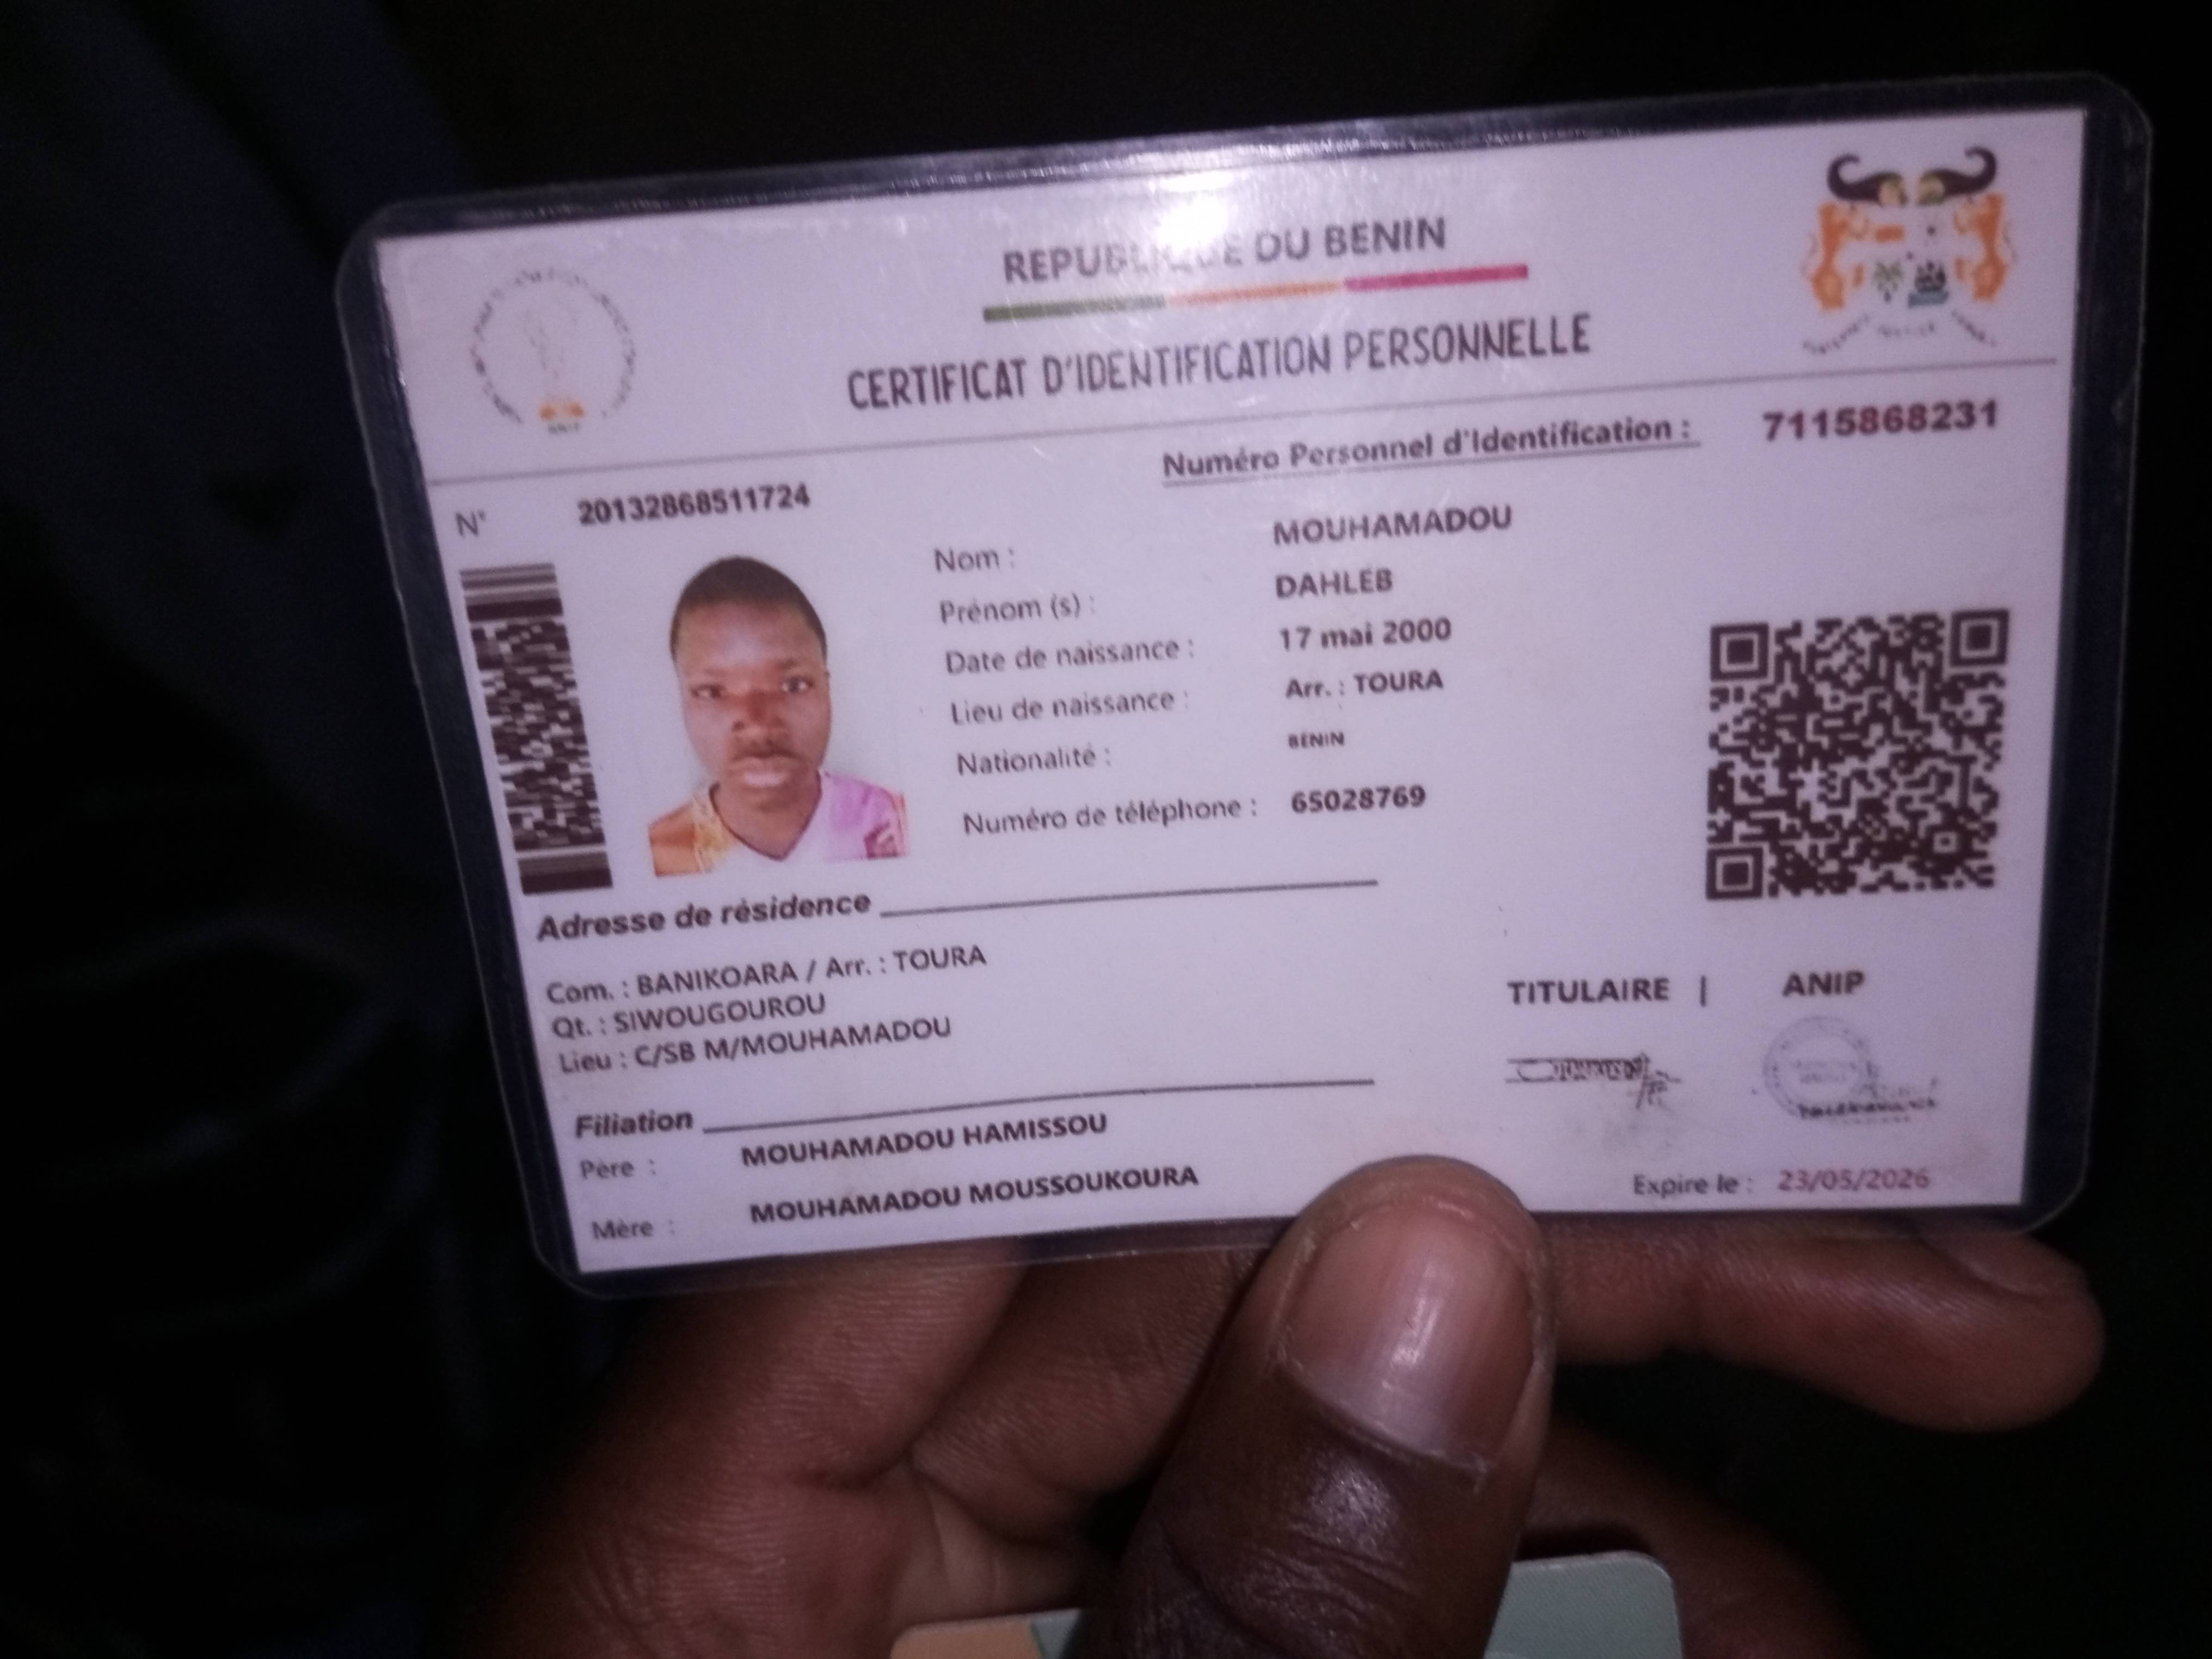 REPUBLIQUE DU BENIN
CERTIFICAT D'IDENTIFICATION PERSONNELLE
Numéro Personnel d'Identification : 7115868231
N° 20132868511724
Nom : MOUHAMADOU
Prénom (s) : DAHLEB
Date de naissance : 17 mai 2000
Lieu de naissance : Arr. : TOURA
Nationalité : BENIN
Numéro de téléphone : 65028769
Adresse de résidence
Com. : BANIKOARA / Arr. : TOURA
Qt. : SIWOUGOUROU
Lieu : C/SB M/MOUHAMADOU
TITULAIRE | ANIP
Filiation
Père : MOUHAMADOU HAMISSOU
Mère : MOUHAMADOU MOUSSOUKOURA
Expire le : 23/05/2026